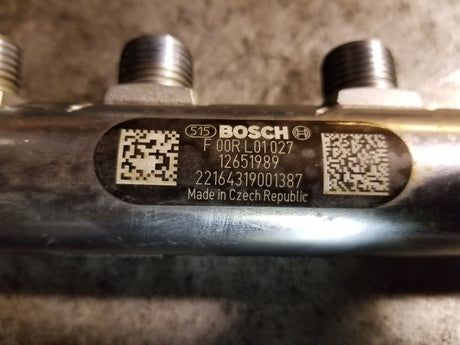 515 BOSCH
F 00R L01 027
12651989
22164319001387
Made in Czech Republic